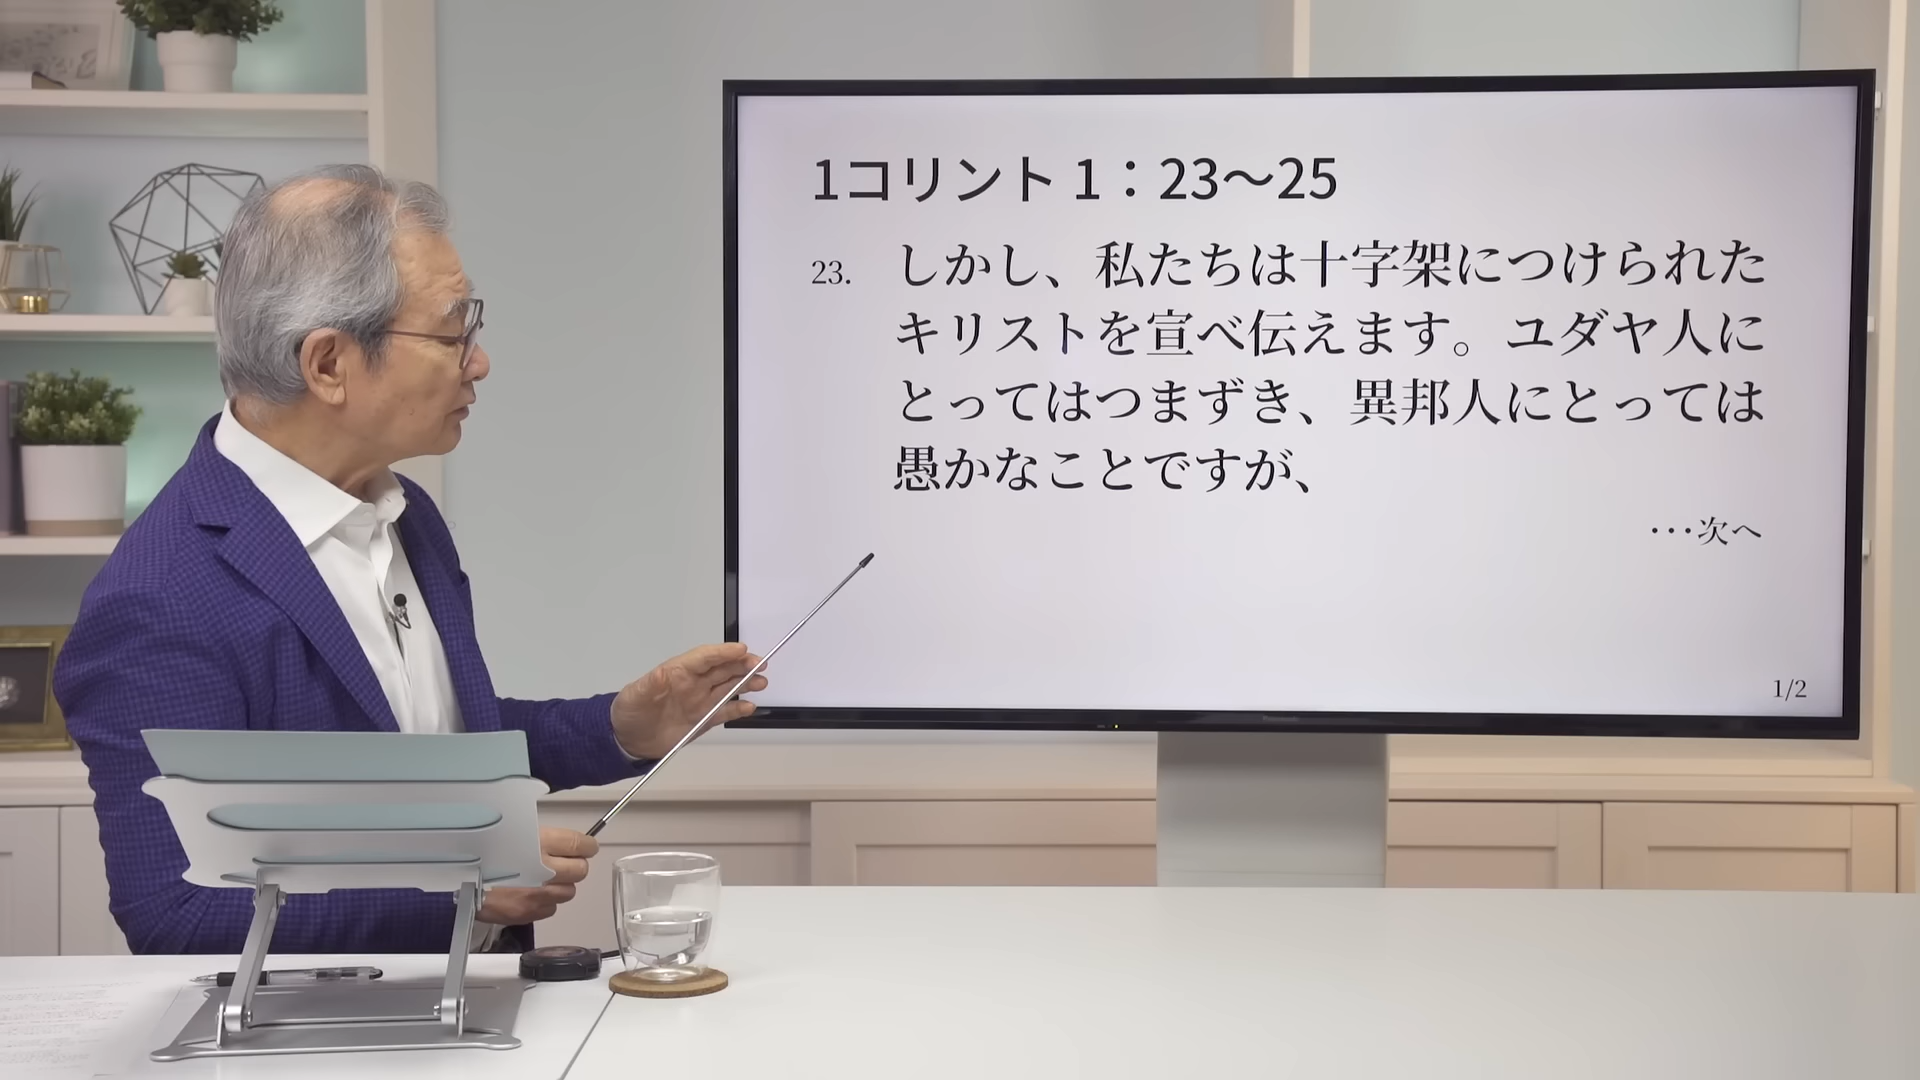 1コリント 1：23〜25
23. しかし、私たちは十字架につけられた
キリストを宣べ伝えます。ユダヤ人に
とってはつまずき、異邦人にとっては
愚かなことですが、
…次へ
1/2
Panasonic